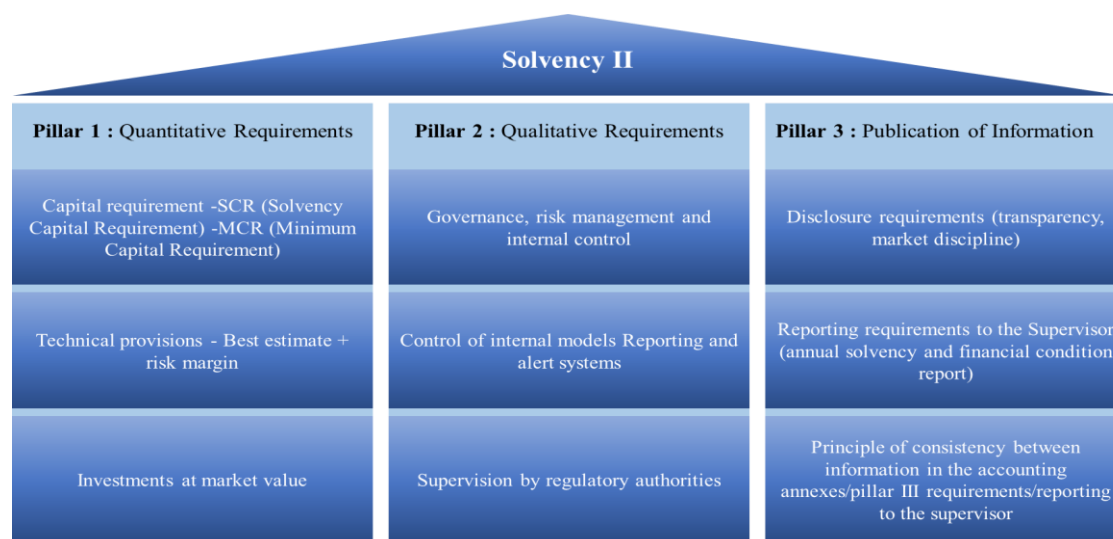 Solvency II
Pillar 1 : Quantitative Requirements
Capital requirement -SCR (Solvency
Capital Requirement) -MCR (Minimum
Capital Requirement)
Technical provisions - Best estimate +
risk margin
Investments at market value
Pillar 2 : Qualitative Requirements
Governance, risk management and
internal control
Control of internal models Reporting and
alert systems
Supervision by regulatory authorities
Pillar 3 : Publication of Information
Disclosure requirements (transparency,
market discipline)
Reporting requirements to the Supervisor
(annual solvency and financial condition
report)
Principle of consistency between
information in the accounting
annexes/pillar III requirements/reporting
to the supervisor